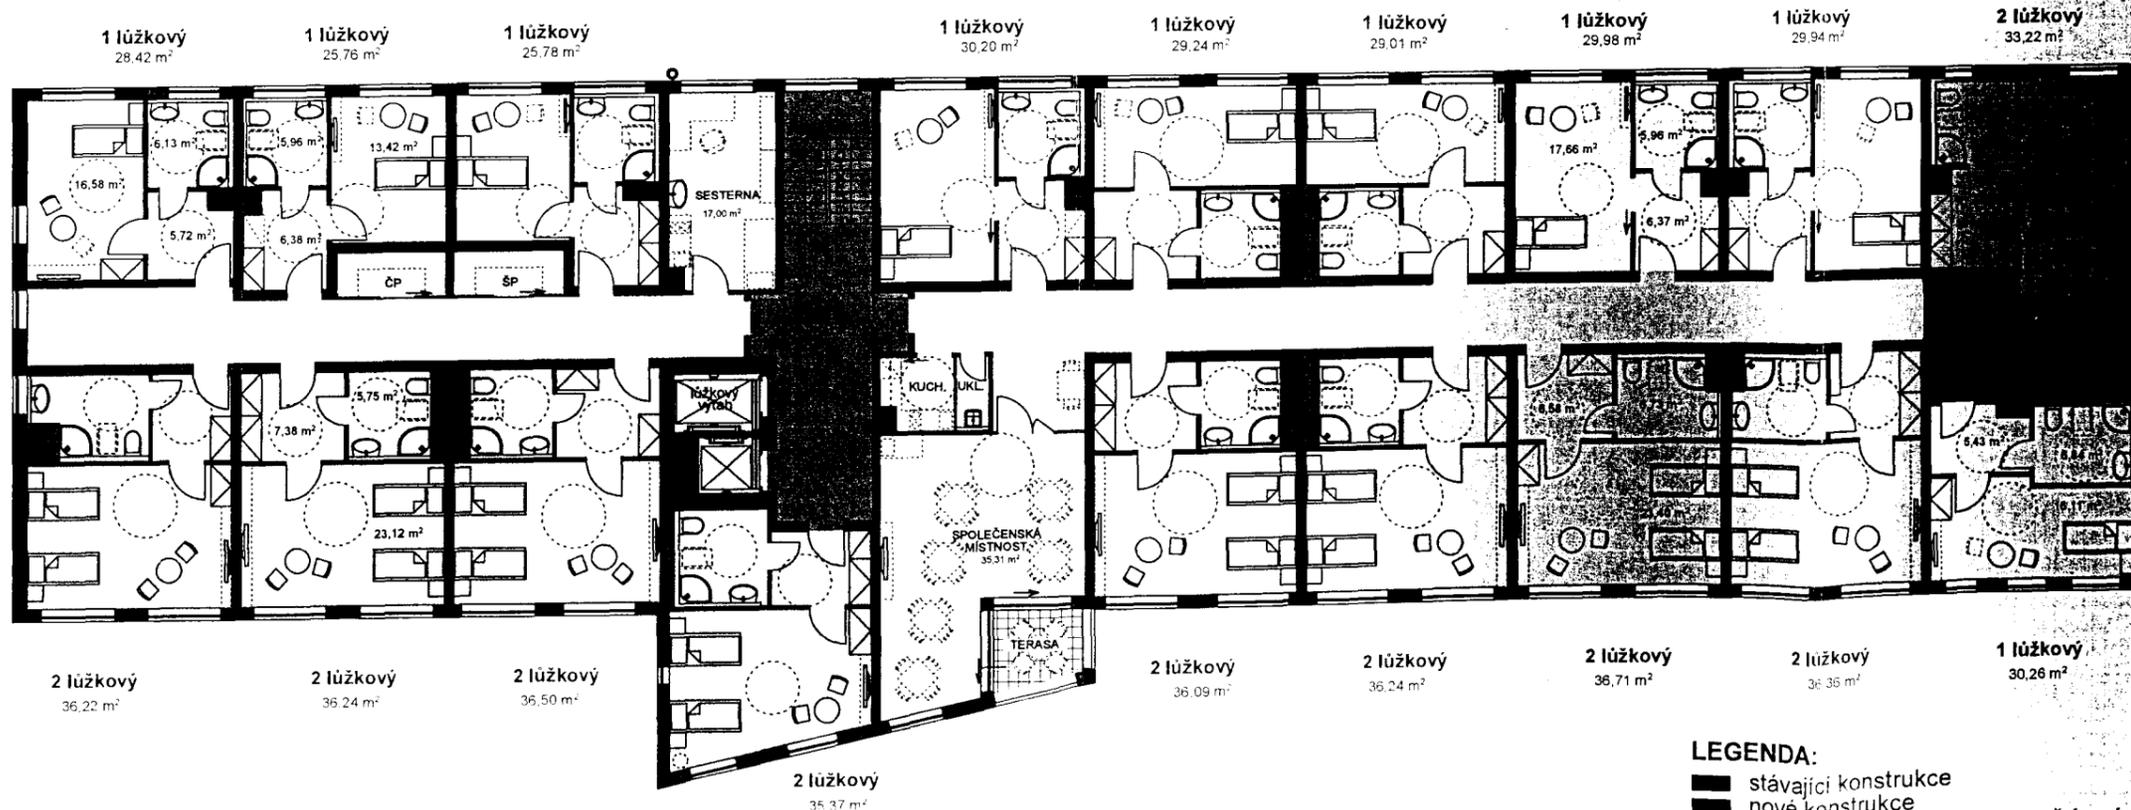 1 lůžkový
28,42 m²
1 lůžkový
25,76 m²
1 lůžkový
25,78 m²
1 lůžkový
30,20 m²
1 lůžkový
29,24 m²
1 lůžkový
29,01 m²
1 lůžkový
29,98 m²
1 lůžkový
29,94 m²
2 lůžkový
33,22 m²
6,13 m²
16,58 m²
5,72 m²
5,96 m²
13,42 m²
6,38 m²
ČP
ŠP
SESTERNA
17,00 m²
17,66 m²
5,96 m²
6,37 m²
7,38 m²
5,75 m²
23,12 m²
lůžkový
výtah
KUCH.
UKL.
SPOLEČENSKÁ
MÍSTNOST
35,31 m²
TERASA
6,58 m²
5,43 m²
2 lůžkový
36,22 m²
2 lůžkový
36,24 m²
2 lůžkový
36,50 m²
2 lůžkový
35,37 m²
2 lůžkový
36,09 m²
2 lůžkový
36,24 m²
2 lůžkový
36,71 m²
2 lůžkový
36,36 m²
1 lůžkový
30,26 m²
LEGENDA:
stávající konstrukce
nové konstrukce